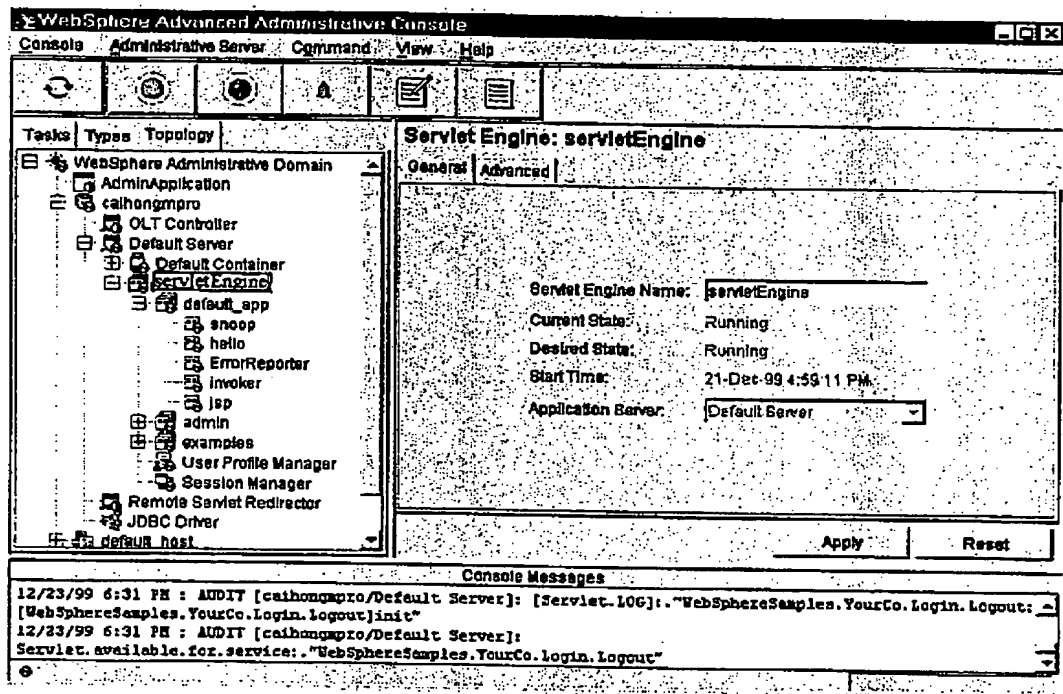 WebSphere Advanced Administrative Console
Console Administrative Server Command View Help
Tasks Types Topology
WebSphere Administrative Domain
AdminApplication
caihongmpro
OLT Controller
Default Server
Default Container
servletEngine
default_app
snoop
hello
ErrorReporter
invoker
jsp
admin
examples
User Profile Manager
Session Manager
Remote Servlet Redirector
JDBC Driver
default_host
Servlet Engine: servletEngine
General Advanced
Servlet Engine Name: servletEngine
Current State: Running
Desired State: Running
Start Time: 21-Dec-99 4:59:11 PM
Application Server: Default Server
Apply Reset
Console Messages
12/23/99 6:31 PM : AUDIT [caihongmpro/Default Server]: [Servlet.LOG]:."WebSphereSamples.YourCo.Login.Logout:
[WebSphereSamples.YourCo.Login.Logout]init"
12/23/99 6:31 PM : AUDIT [caihongmpro/Default Server]:
Servlet.available.for.service:."WebSphereSamples.YourCo.Login.Logout"